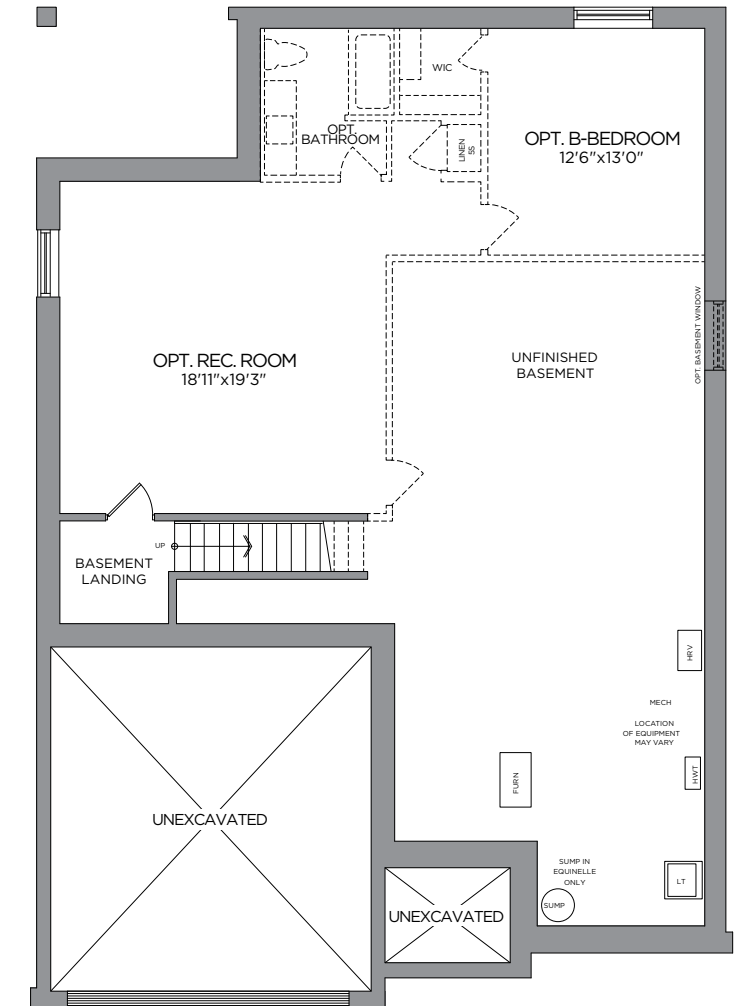 WIC
OPT.
BATHROOM
LINEN
5S
OPT. B-BEDROOM
12'6"x13'0"
OPT. BASEMENT WINDOW
OPT. REC. ROOM
18'11"x19'3"
UNFINISHED
BASEMENT
UP
BASEMENT
LANDING
HRV
MECH
LOCATION
OF EQUIPMENT
MAY VARY
HWT
FURN
UNEXCAVATED
SUMP IN
EQUINELLE
ONLY
LT
SUMP
UNEXCAVATED